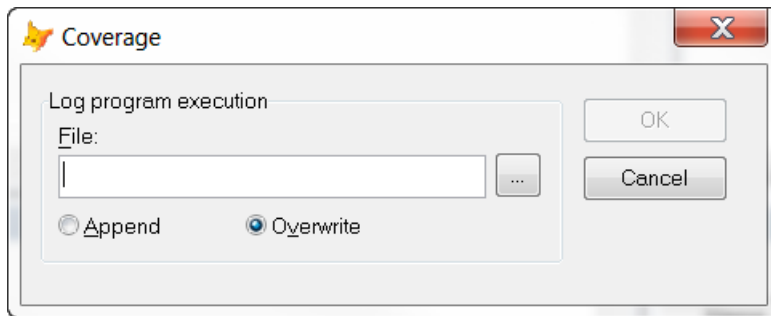 Coverage
Log program execution
File:
...
Append
Overwrite
OK
Cancel